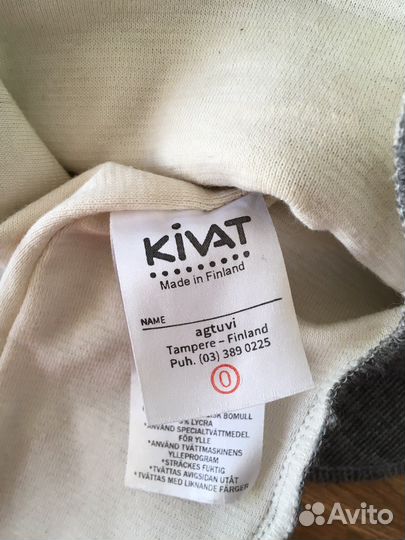 KIVAT
Made in Finland
NAME
agtuvi
Tampere – Finland
Puh. (03) 389 0225
0
BOMULL
LYCRA
*ANVÄND SPECIALTVÄTTMEDEL
FÖR YLLE
*ANVÄND TVÄTTMASKINENS
YLLEPROGRAM
*STRÄCKES FUKTIG
*TVÄTTAS AVIGSIDAN UTÅT
*TVÄTTAS MED LIKNANDE FÄRGER
Avito